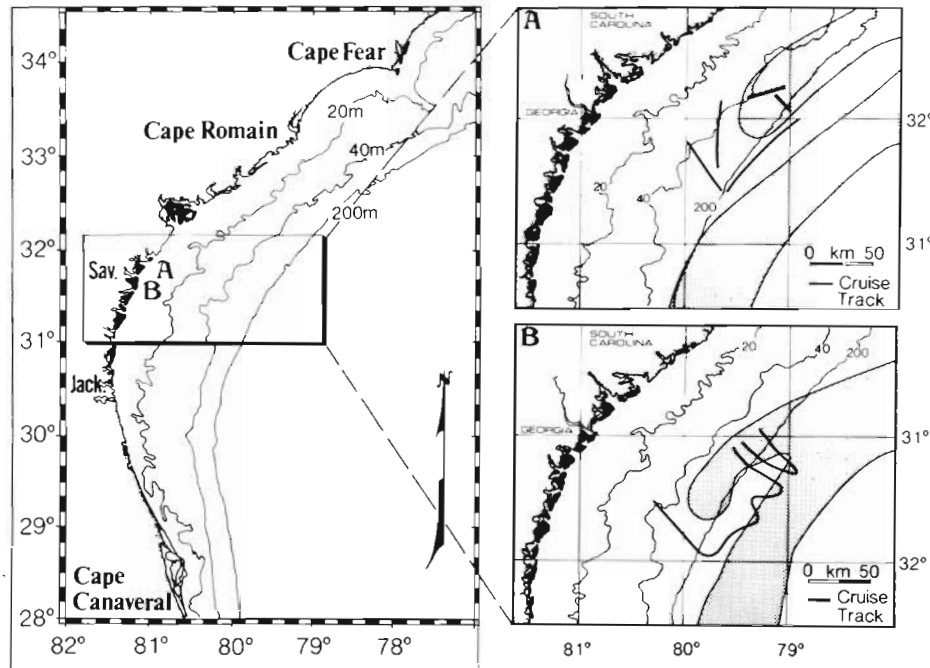 34°
33°
32°
31°
30°
29°
28°
82
81°
80°
79°
78°
Cape Fear
Cape Romain
20m
40m
200m
Sav.
A
B
Jack.
N
Cape
Canaveral
A
SOUTH
CAROLINA
GEORGIA
20
40
200
32°
31°
0 km 50
Cruise
Track
B
SOUTH
CAROLINA
GEORGIA
20
40
200
31°
32°
0 km 50
Cruise
Track
81°
80°
79°